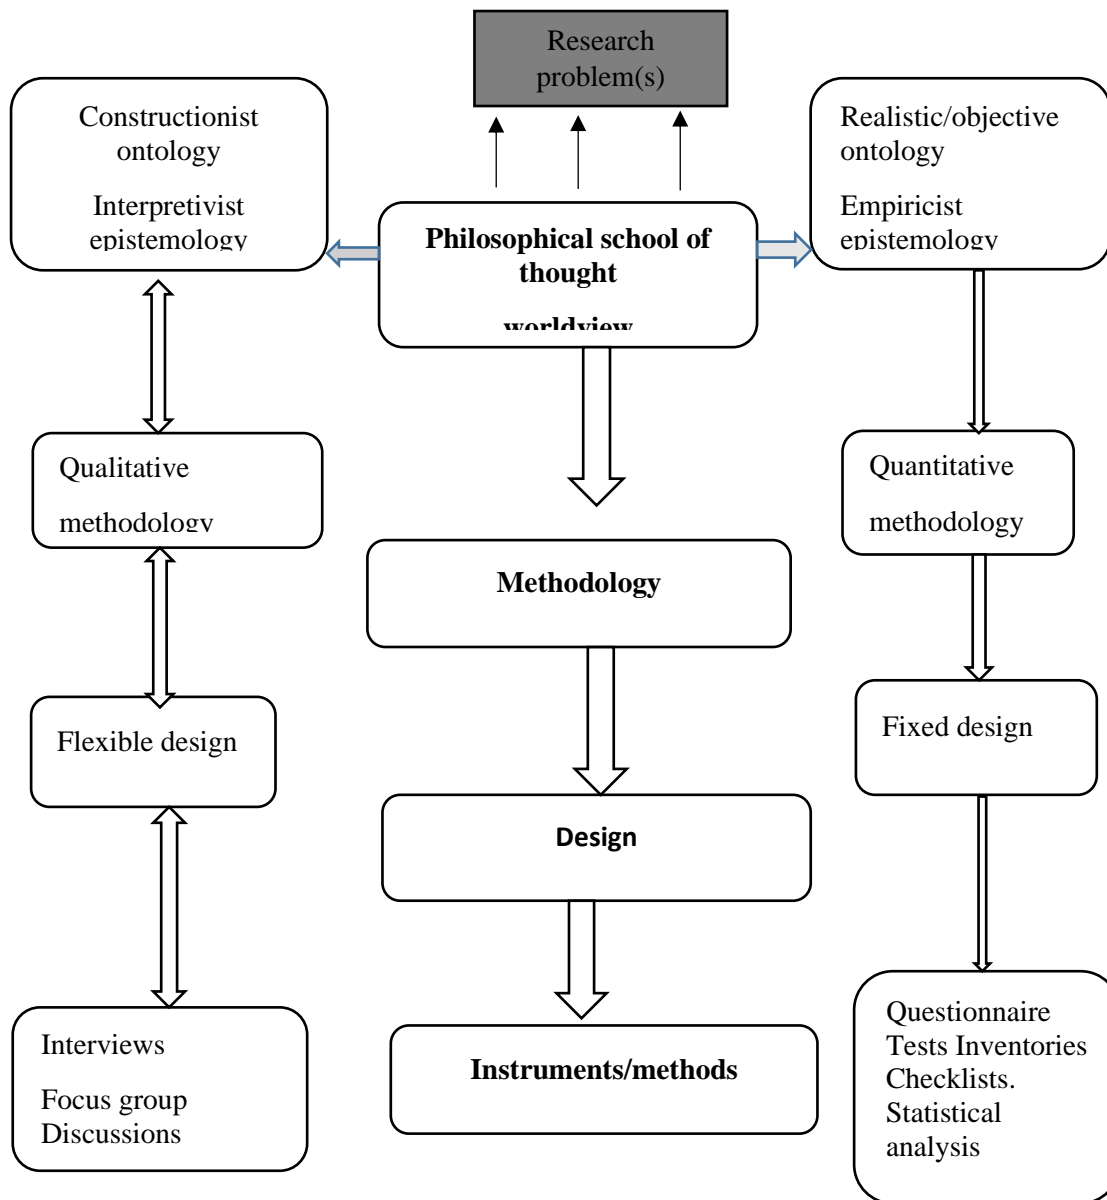 Research
problem(s)
Constructionist
ontology
Interpretivist
epistemology
Philosophical school of
thought
worldview
Realistic/objective
ontology
Empiricist
epistemology
Qualitative
methodology
Methodology
Quantitative
methodology
Flexible design
Design
Fixed design
Interviews
Focus group
Discussions
Instruments/methods
Questionnaire
Tests Inventories
Checklists.
Statistical
analysis